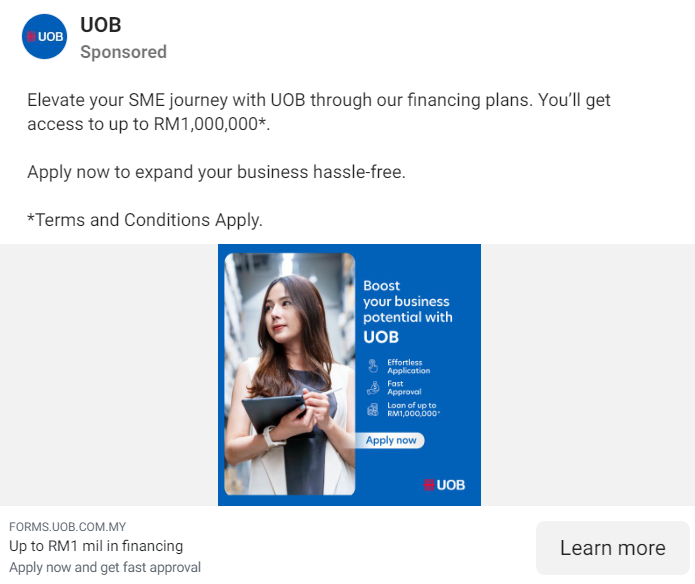 UOB
UOB
Sponsored
Elevate your SME journey with UOB through our financing plans. You’ll get
access to up to RM1,000,000*.
Apply now to expand your business hassle-free.
*Terms and Conditions Apply.
Boost
your business
potential with
UOB
Effortless
Application
Fast
Approval
Loan of up to
RM1,000,000*
Apply now
UOB
FORMS.UOB.COM.MY
Up to RM1 mil in financing
Apply now and get fast approval
Learn more